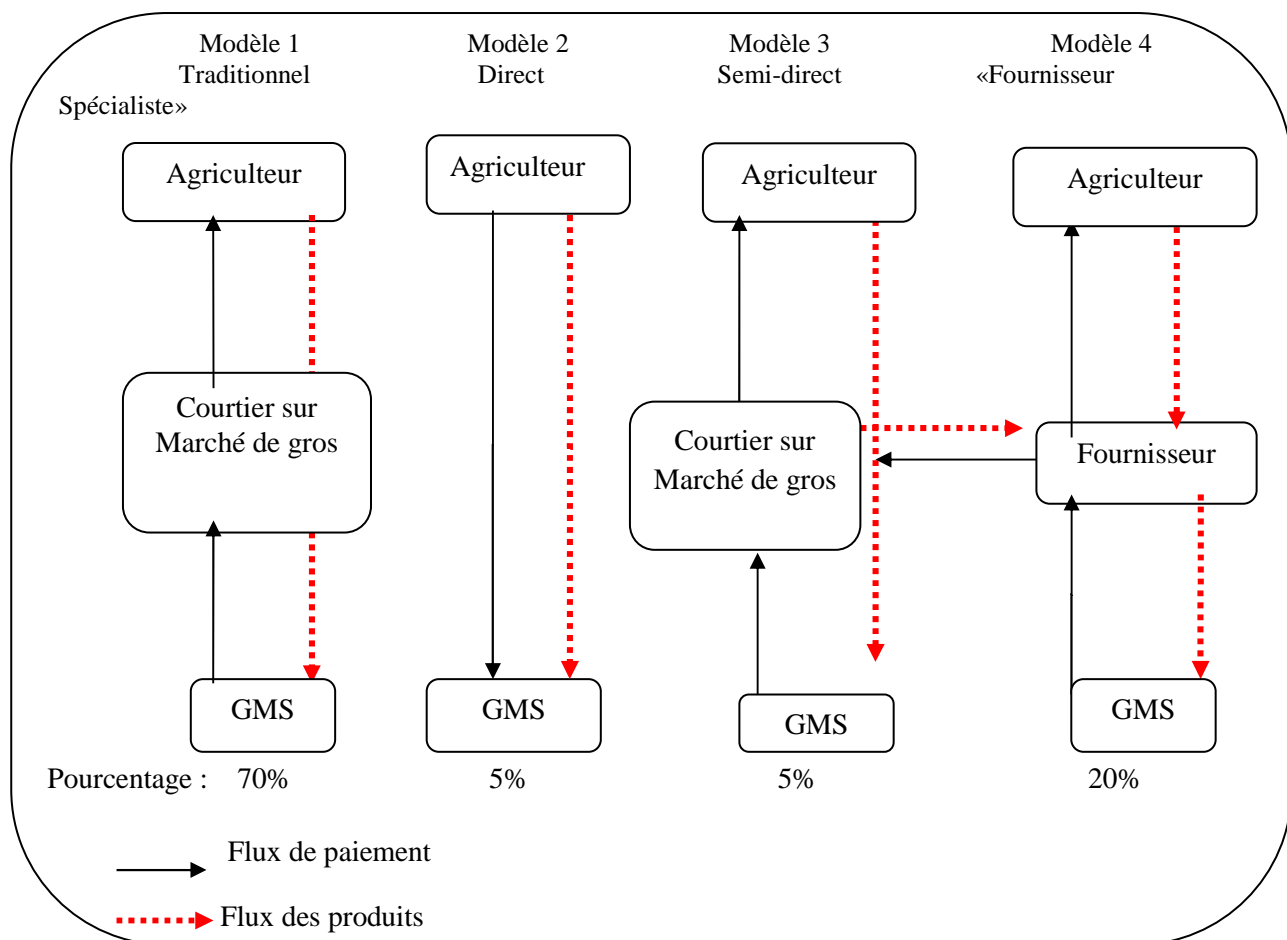 Modèle 1 Modèle 2 Modèle 3 Modèle 4
Traditionnel Direct Semi-direct «Fournisseur
Spécialiste»
Agriculteur Agriculteur Agriculteur Agriculteur
Courtier sur
Marché de gros
Courtier sur
Marché de gros
Fournisseur
GMS GMS GMS GMS
Pourcentage : 70% 5% 5% 20%
Flux de paiement
Flux des produits